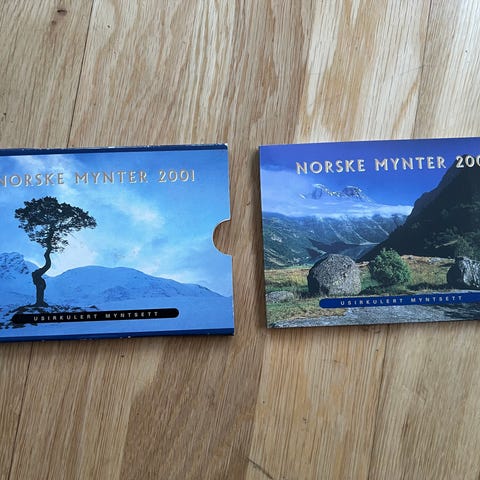 NORSKE MYNTER 2001
USIRKULERT MYNTSETT
NORSKE MYNTER 200
USIRKULERT MYNTSETT